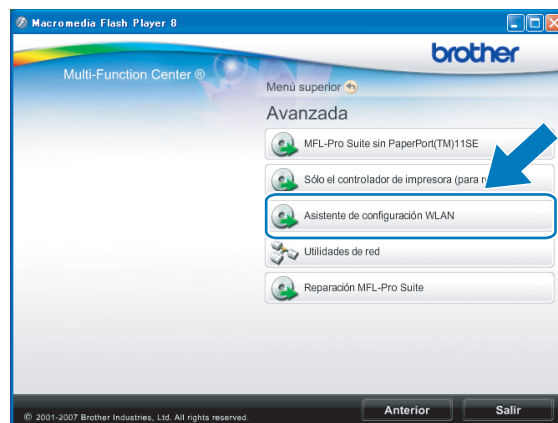 Macromedia Flash Player 8
brother
Multi-Function Center ®
Menú superior
Avanzada
MFL-Pro Suite sin PaperPort(TM)11SE
Sólo el controlador de impresora (para
Asistente de configuración WLAN
Utilidades de red
Reparación MFL-Pro Suite
© 2001-2007 Brother Industries, Ltd. All rights reserved.
Anterior
Salir